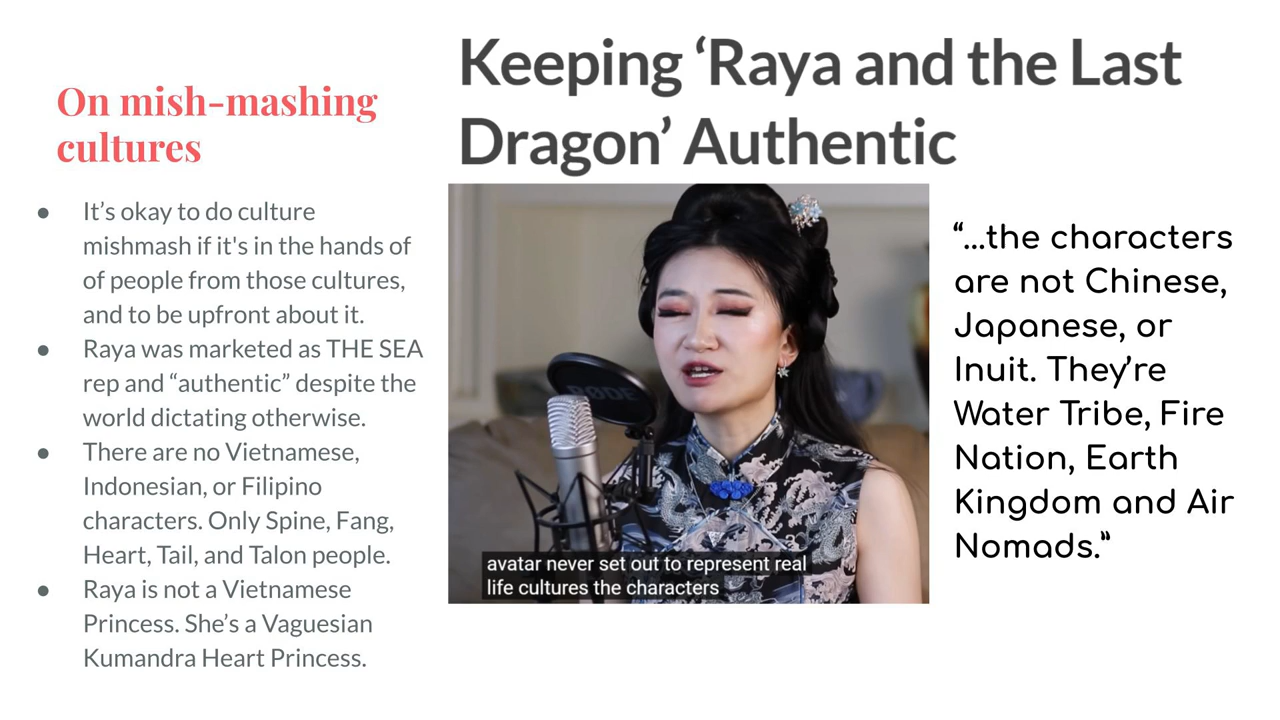 On mish-mashing
cultures
● It’s okay to do culture
mishmash if it's in the hands of
of people from those cultures,
and to be upfront about it.
● Raya was marketed as THE SEA
rep and “authentic” despite the
world dictating otherwise.
● There are no Vietnamese,
Indonesian, or Filipino
characters. Only Spine, Fang,
Heart, Tail, and Talon people.
● Raya is not a Vietnamese
Princess. She’s a Vaguesian
Kumandra Heart Princess.
Keeping ‘Raya and the Last
Dragon’ Authentic
RØDE
avatar never set out to represent real
life cultures the characters
“...the characters
are not Chinese,
Japanese, or
Inuit. They’re
Water Tribe, Fire
Nation, Earth
Kingdom and Air
Nomads.”